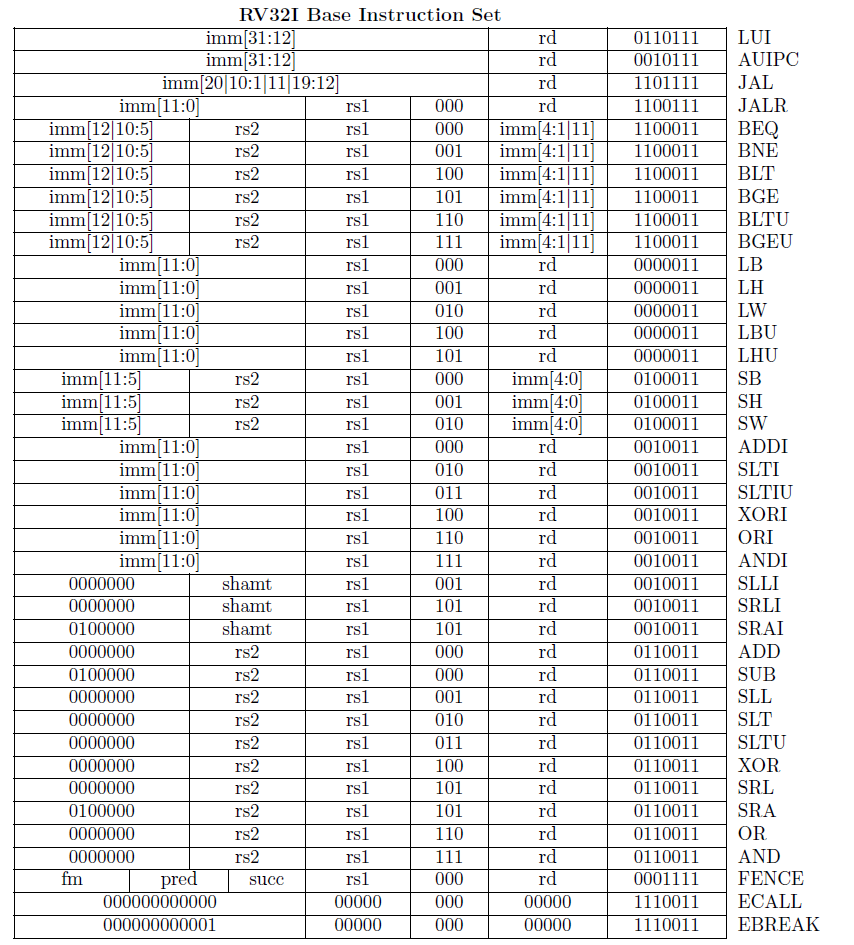 RV32I Base Instruction Set
imm[31:12] rd 0110111 LUI
imm[31:12] rd 0010111 AUIPC
imm[20|10:1|11|19:12] rd 1101111 JAL
imm[11:0] rs1 000 rd 1100111 JALR
imm[12|10:5] rs2 rs1 000 imm[4:1|11] 1100011 BEQ
imm[12|10:5] rs2 rs1 001 imm[4:1|11] 1100011 BNE
imm[12|10:5] rs2 rs1 100 imm[4:1|11] 1100011 BLT
imm[12|10:5] rs2 rs1 101 imm[4:1|11] 1100011 BGE
imm[12|10:5] rs2 rs1 110 imm[4:1|11] 1100011 BLTU
imm[12|10:5] rs2 rs1 111 imm[4:1|11] 1100011 BGEU
imm[11:0] rs1 000 rd 0000011 LB
imm[11:0] rs1 001 rd 0000011 LH
imm[11:0] rs1 010 rd 0000011 LW
imm[11:0] rs1 100 rd 0000011 LBU
imm[11:0] rs1 101 rd 0000011 LHU
imm[11:5] rs2 rs1 000 imm[4:0] 0100011 SB
imm[11:5] rs2 rs1 001 imm[4:0] 0100011 SH
imm[11:5] rs2 rs1 010 imm[4:0] 0100011 SW
imm[11:0] rs1 000 rd 0010011 ADDI
imm[11:0] rs1 010 rd 0010011 SLTI
imm[11:0] rs1 011 rd 0010011 SLTIU
imm[11:0] rs1 100 rd 0010011 XORI
imm[11:0] rs1 110 rd 0010011 ORI
imm[11:0] rs1 111 rd 0010011 ANDI
0000000 shamt rs1 001 rd 0010011 SLLI
0000000 shamt rs1 101 rd 0010011 SRLI
0100000 shamt rs1 101 rd 0010011 SRAI
0000000 rs2 rs1 000 rd 0110011 ADD
0100000 rs2 rs1 000 rd 0110011 SUB
0000000 rs2 rs1 001 rd 0110011 SLL
0000000 rs2 rs1 010 rd 0110011 SLT
0000000 rs2 rs1 011 rd 0110011 SLTU
0000000 rs2 rs1 100 rd 0110011 XOR
0000000 rs2 rs1 101 rd 0110011 SRL
0100000 rs2 rs1 101 rd 0110011 SRA
0000000 rs2 rs1 110 rd 0110011 OR
0000000 rs2 rs1 111 rd 0110011 AND
fm pred succ rs1 000 rd 0001111 FENCE
000000000000 00000 000 00000 1110011 ECALL
000000000001 00000 000 00000 1110011 EBREAK